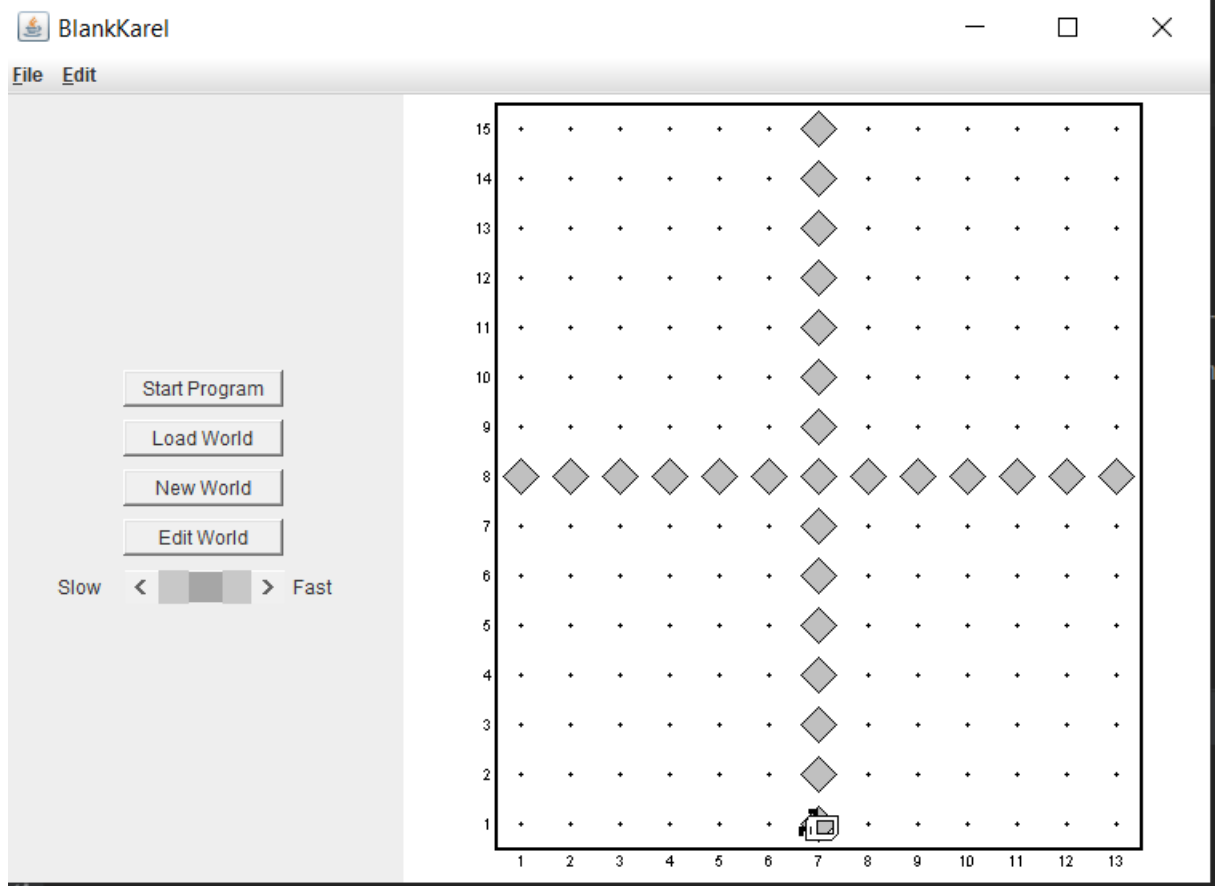 BlankKarel
File Edit
15
14
13
12
11
10
9
8
7
6
5
4
3
2
1
Start Program
Load World
New World
Edit World
Slow < > Fast
1 2 3 4 5 6 7 8 9 10 11 12 13